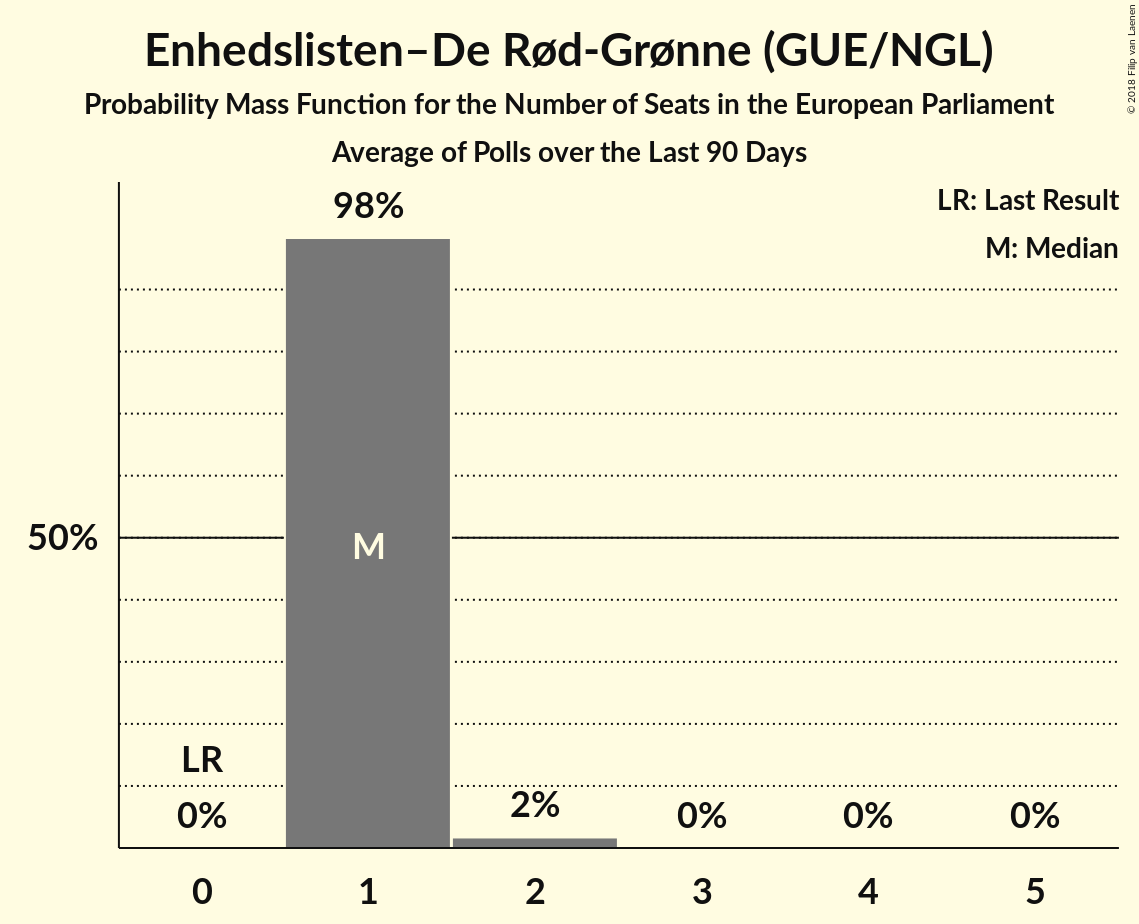 Enhedslisten–De Rød-Grønne (GUE/NGL)
Probability Mass Function for the Number of Seats in the European Parliament
Average of Polls over the Last 90 Days
© 2018 Filip van Laenen
LR: Last Result
M: Median
98%
50%
M
LR
0%
2%
0%
0%
0%
0
1
2
3
4
5